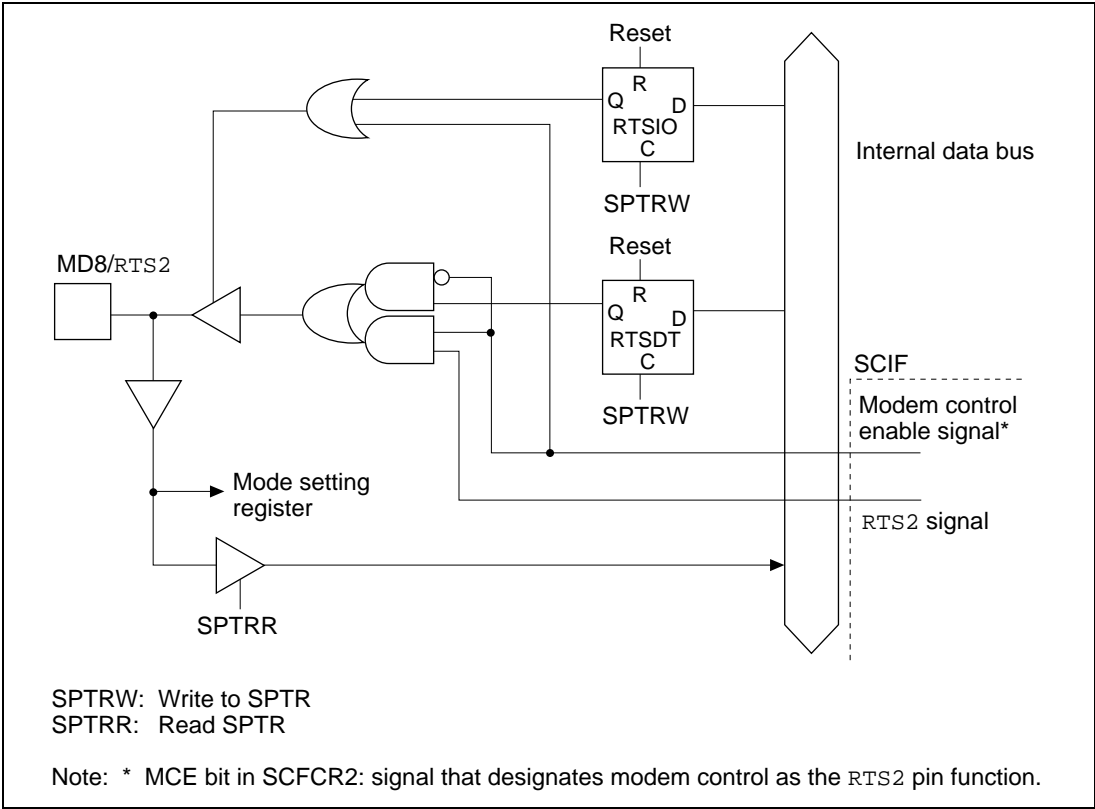 Reset
R
Q
D
RTSIO
C
Internal data bus
SPTRW
Reset
MD8/RTS2
R
Q
D
RTSDT
C
SCIF
SPTRW
Modem control
enable signal*
Mode setting
register
RTS2 signal
SPTRR
SPTRW: Write to SPTR
SPTRR: Read SPTR
Note: * MCE bit in SCFCR2: signal that designates modem control as the RTS2 pin function.